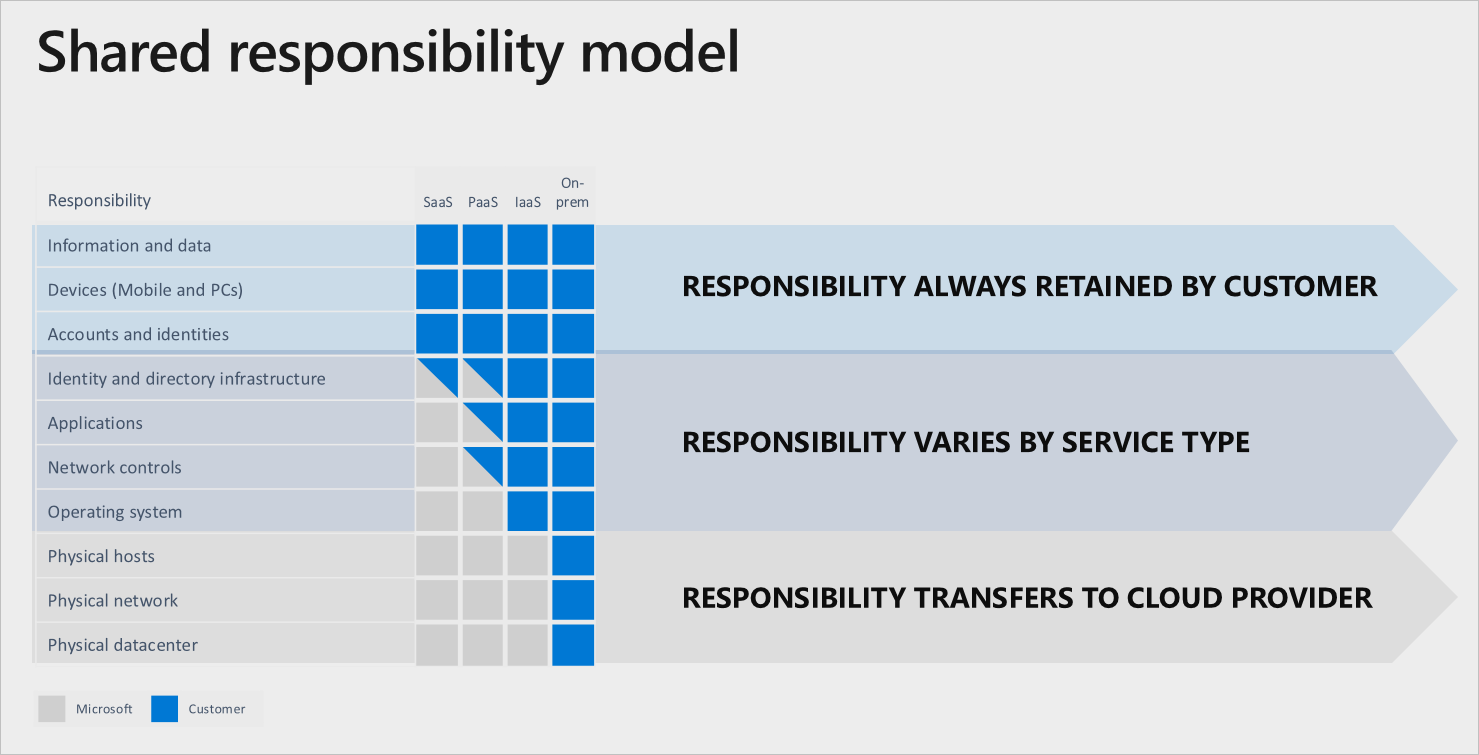 Shared responsibility model
Responsibility
SaaS PaaS IaaS On-
prem
Information and data
Devices (Mobile and PCs)
Accounts and identities
RESPONSIBILITY ALWAYS RETAINED BY CUSTOMER
Identity and directory infrastructure
Applications
Network controls
Operating system
RESPONSIBILITY VARIES BY SERVICE TYPE
Physical hosts
Physical network
Physical datacenter
RESPONSIBILITY TRANSFERS TO CLOUD PROVIDER
Microsoft Customer